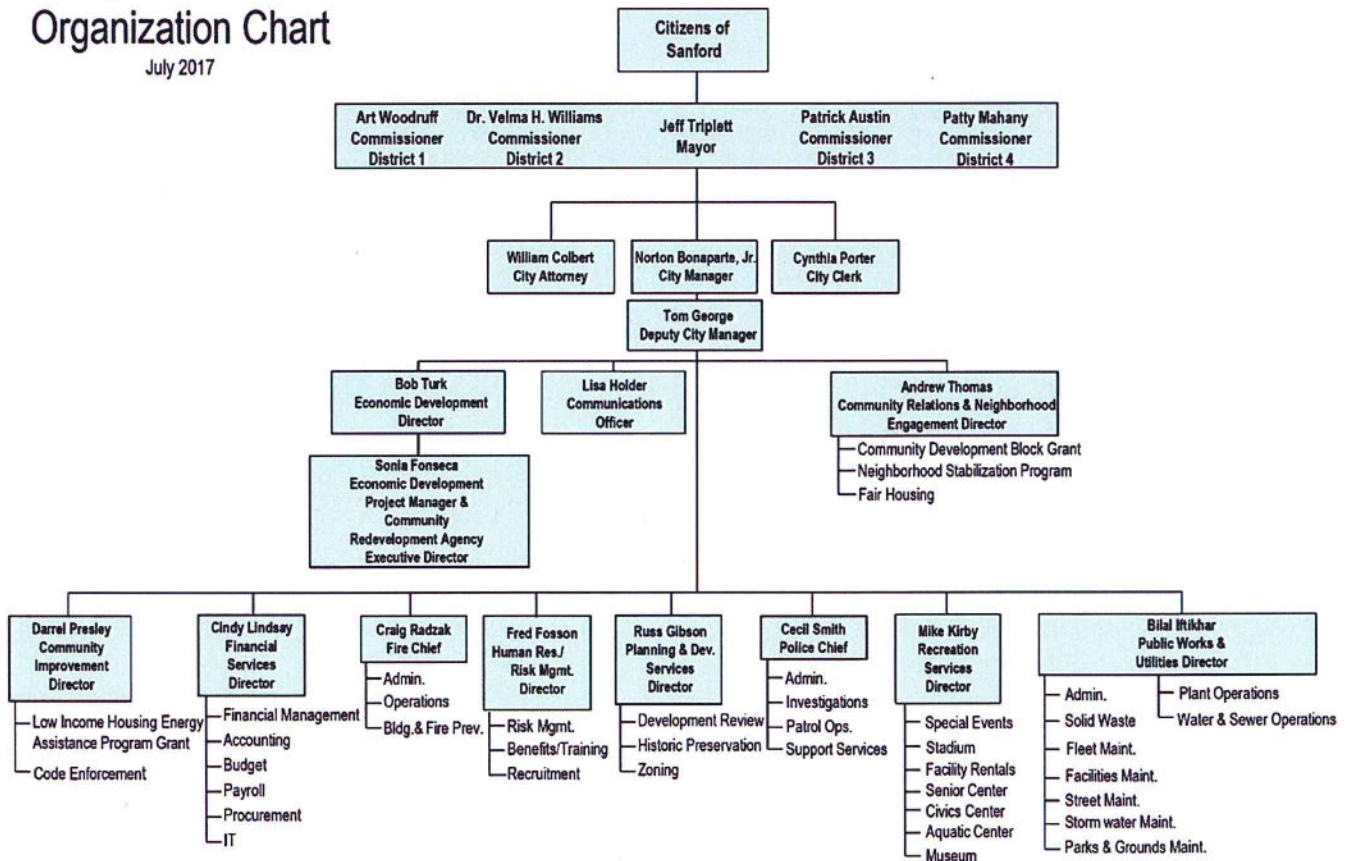 Organization Chart
July 2017
Citizens of
Sanford
Art Woodruff
Commissioner
District 1
Dr. Velma H. Williams
Commissioner
District 2
Jeff Triplett
Mayor
Patrick Austin
Commissioner
District 3
Patty Mahany
Commissioner
District 4
William Colbert
City Attorney
Norton Bonaparte, Jr.
City Manager
Cynthia Porter
City Clerk
Tom George
Deputy City Manager
Bob Turk
Economic Development
Director
Lisa Holder
Communications
Officer
Andrew Thomas
Community Relations & Neighborhood
Engagement Director
Community Development Block Grant
Neighborhood Stabilization Program
Fair Housing
Sonia Fonseca
Economic Development
Project Manager &
Community
Redevelopment Agency
Executive Director
Darrel Presley
Community
Improvement
Director
Low Income Housing Energy
Assistance Program Grant
Code Enforcement
Cindy Lindsay
Financial
Services
Director
Financial Management
Accounting
Budget
Payroll
Procurement
IT
Craig Radzak
Fire Chief
Admin.
Operations
Bldg.& Fire Prev.
Fred Fosson
Human Res./
Risk Mgmt.
Director
Risk Mgmt.
Benefits/Training
Recruitment
Russ Gibson
Planning & Dev.
Services
Director
Development Review
Historic Preservation
Zoning
Cecil Smith
Police Chief
Admin.
Investigations
Patrol Ops.
Support Services
Mike Kirby
Recreation
Services
Director
Special Events
Stadium
Facility Rentals
Senior Center
Civics Center
Aquatic Center
Museum
Bilal Iftikhar
Public Works &
Utilities Director
Admin.
Solid Waste
Fleet Maint.
Facilities Maint.
Street Maint.
Storm water Maint.
Parks & Grounds Maint.
Plant Operations
Water & Sewer Operations